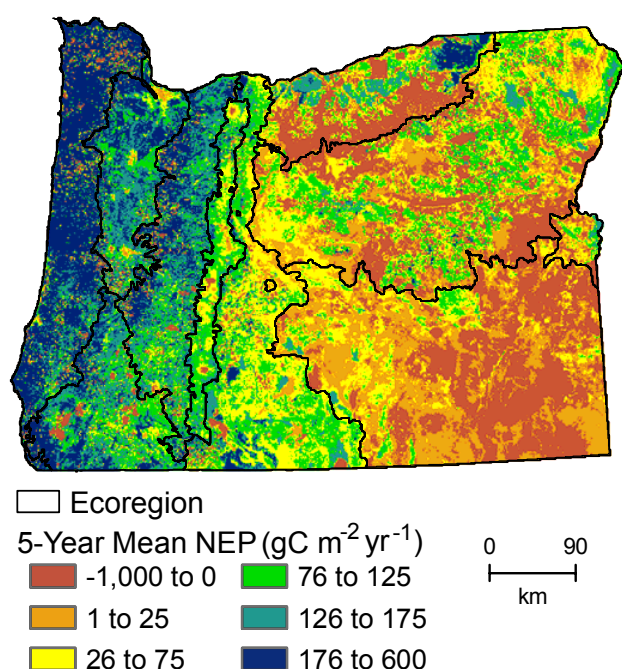 Ecoregion
5-Year Mean NEP (gC m⁻² yr⁻¹)
-1,000 to 0
76 to 125
0
90
1 to 25
126 to 175
km
26 to 75
176 to 600